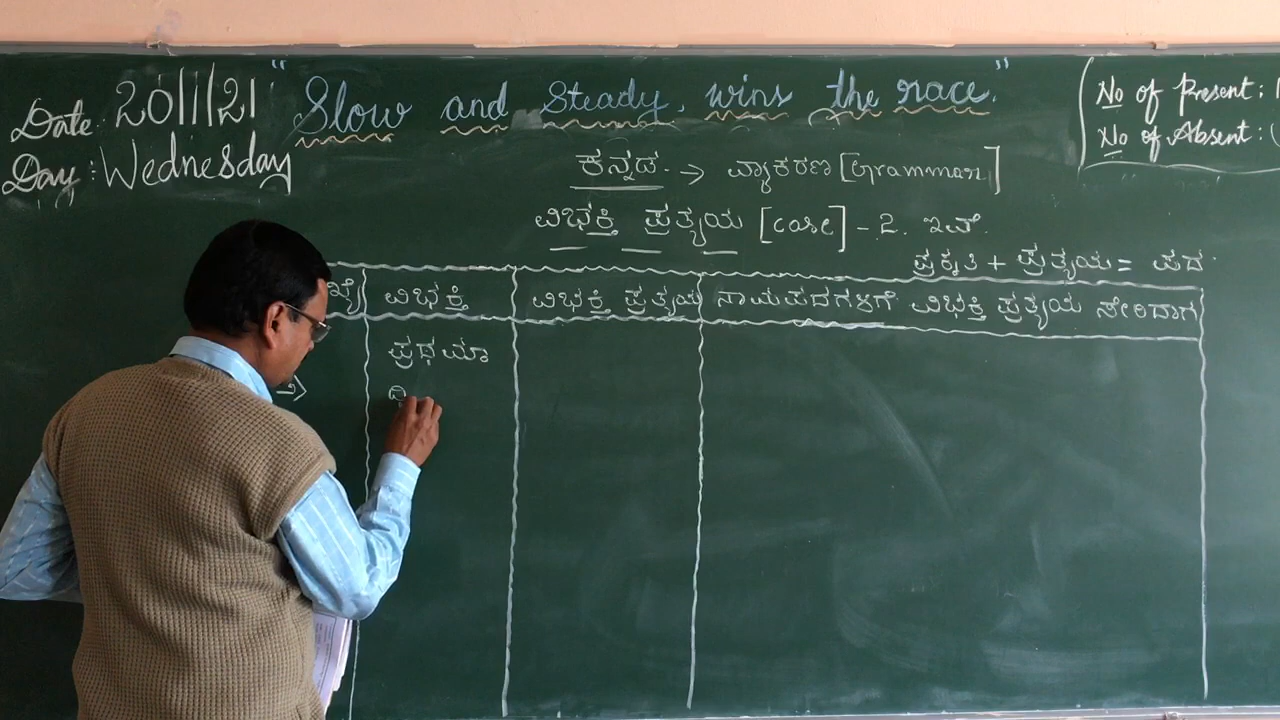 Date: 20/1/21
"Slow and Steady, wins the race."
No of Present:
No of Absent:
Day: Wednesday
ಕನ್ನಡ. → ವ್ಯಾಕರಣ [Grammar]
ವಿಭಕ್ತಿ ಪ್ರತ್ಯಯ [case] -
ಪ್ರಕೃತಿ + ಪ್ರತ್ಯಯ = ಪದ.
ವಿಭಕ್ತಿ
ವಿಭಕ್ತಿ ಪ್ರತ್ಯಯ
ನಾಮಪದಗಳಿಗೆ ವಿಭಕ್ತಿ ಪ್ರತ್ಯಯ ಸೇರಿದಾಗ
ಪ್ರಥಮಾ